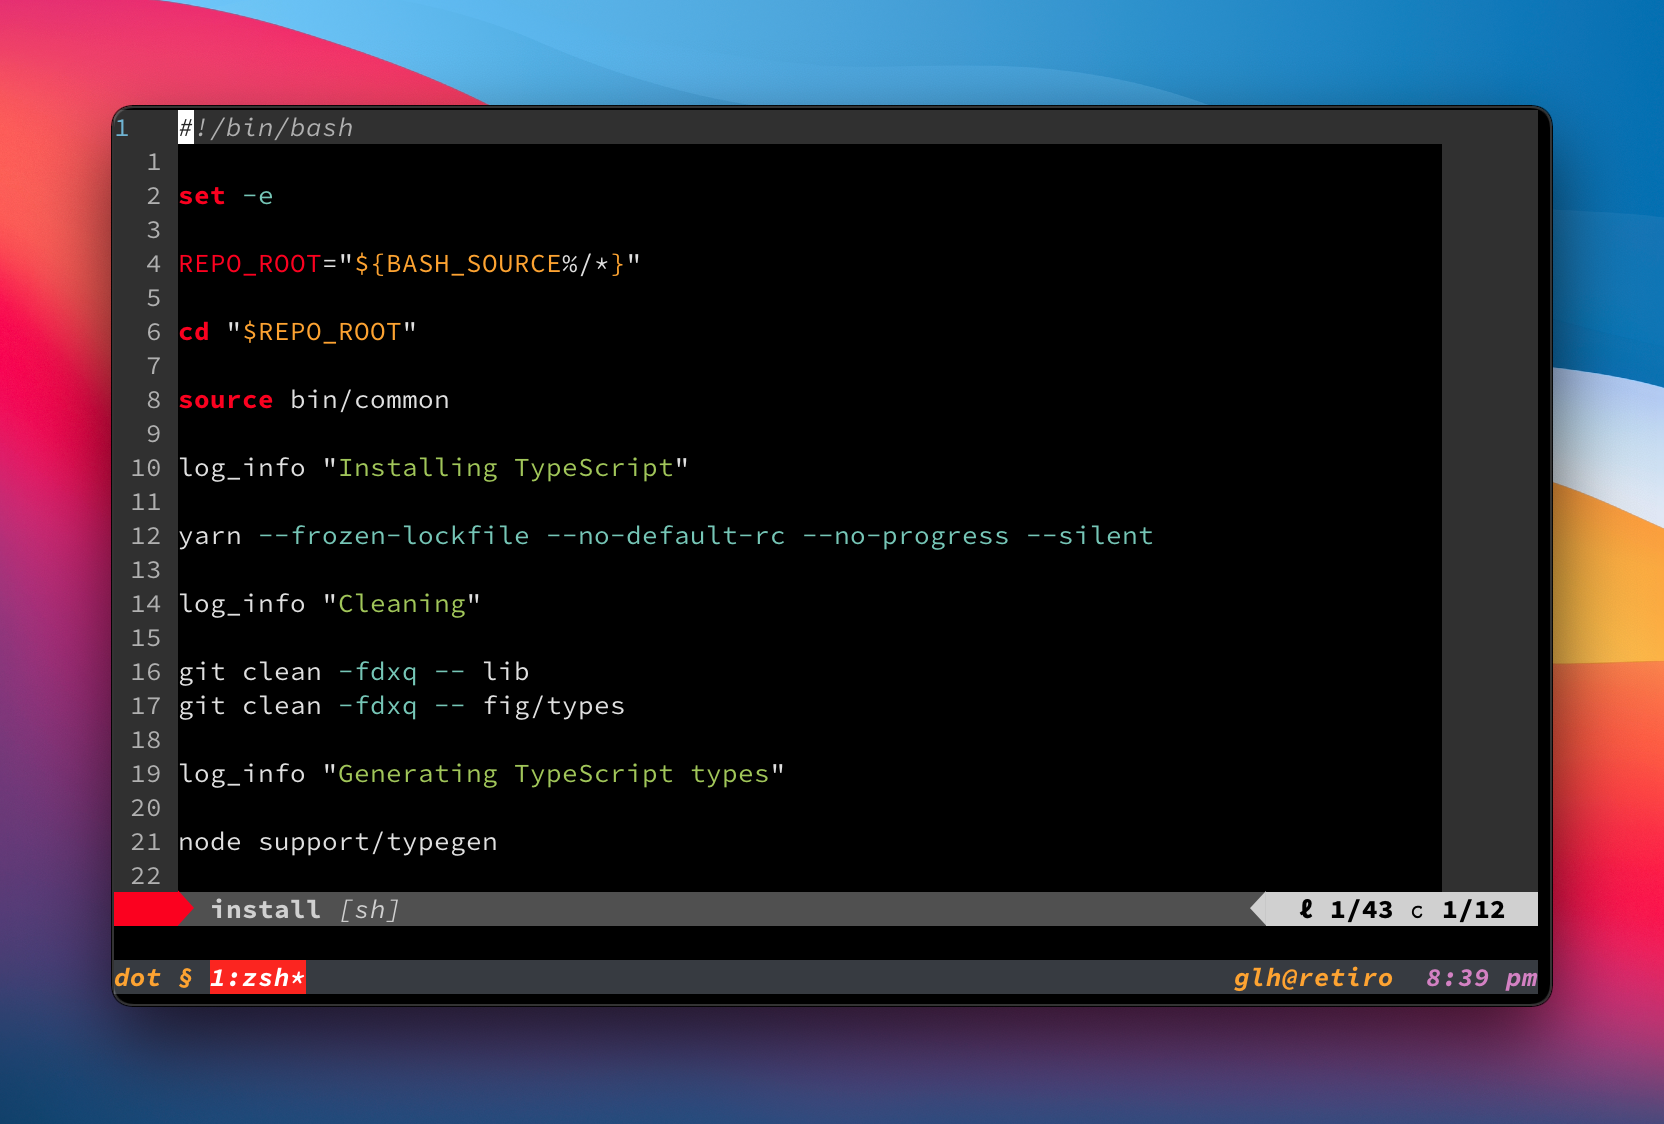 1 #!/bin/bash
1
2 set -e
3
4 REPO_ROOT="${BASH_SOURCE%/*}"
5
6 cd "$REPO_ROOT"
7
8 source bin/common
9
10 log_info "Installing TypeScript"
11
12 yarn --frozen-lockfile --no-default-rc --no-progress --silent
13
14 log_info "Cleaning"
15
16 git clean -fdxq -- lib
17 git clean -fdxq -- fig/types
18
19 log_info "Generating TypeScript types"
20
21 node support/typegen
22
install [sh] ℓ 1/43 c 1/12
dot § 1:zsh* glh@retiro 8:39 pm